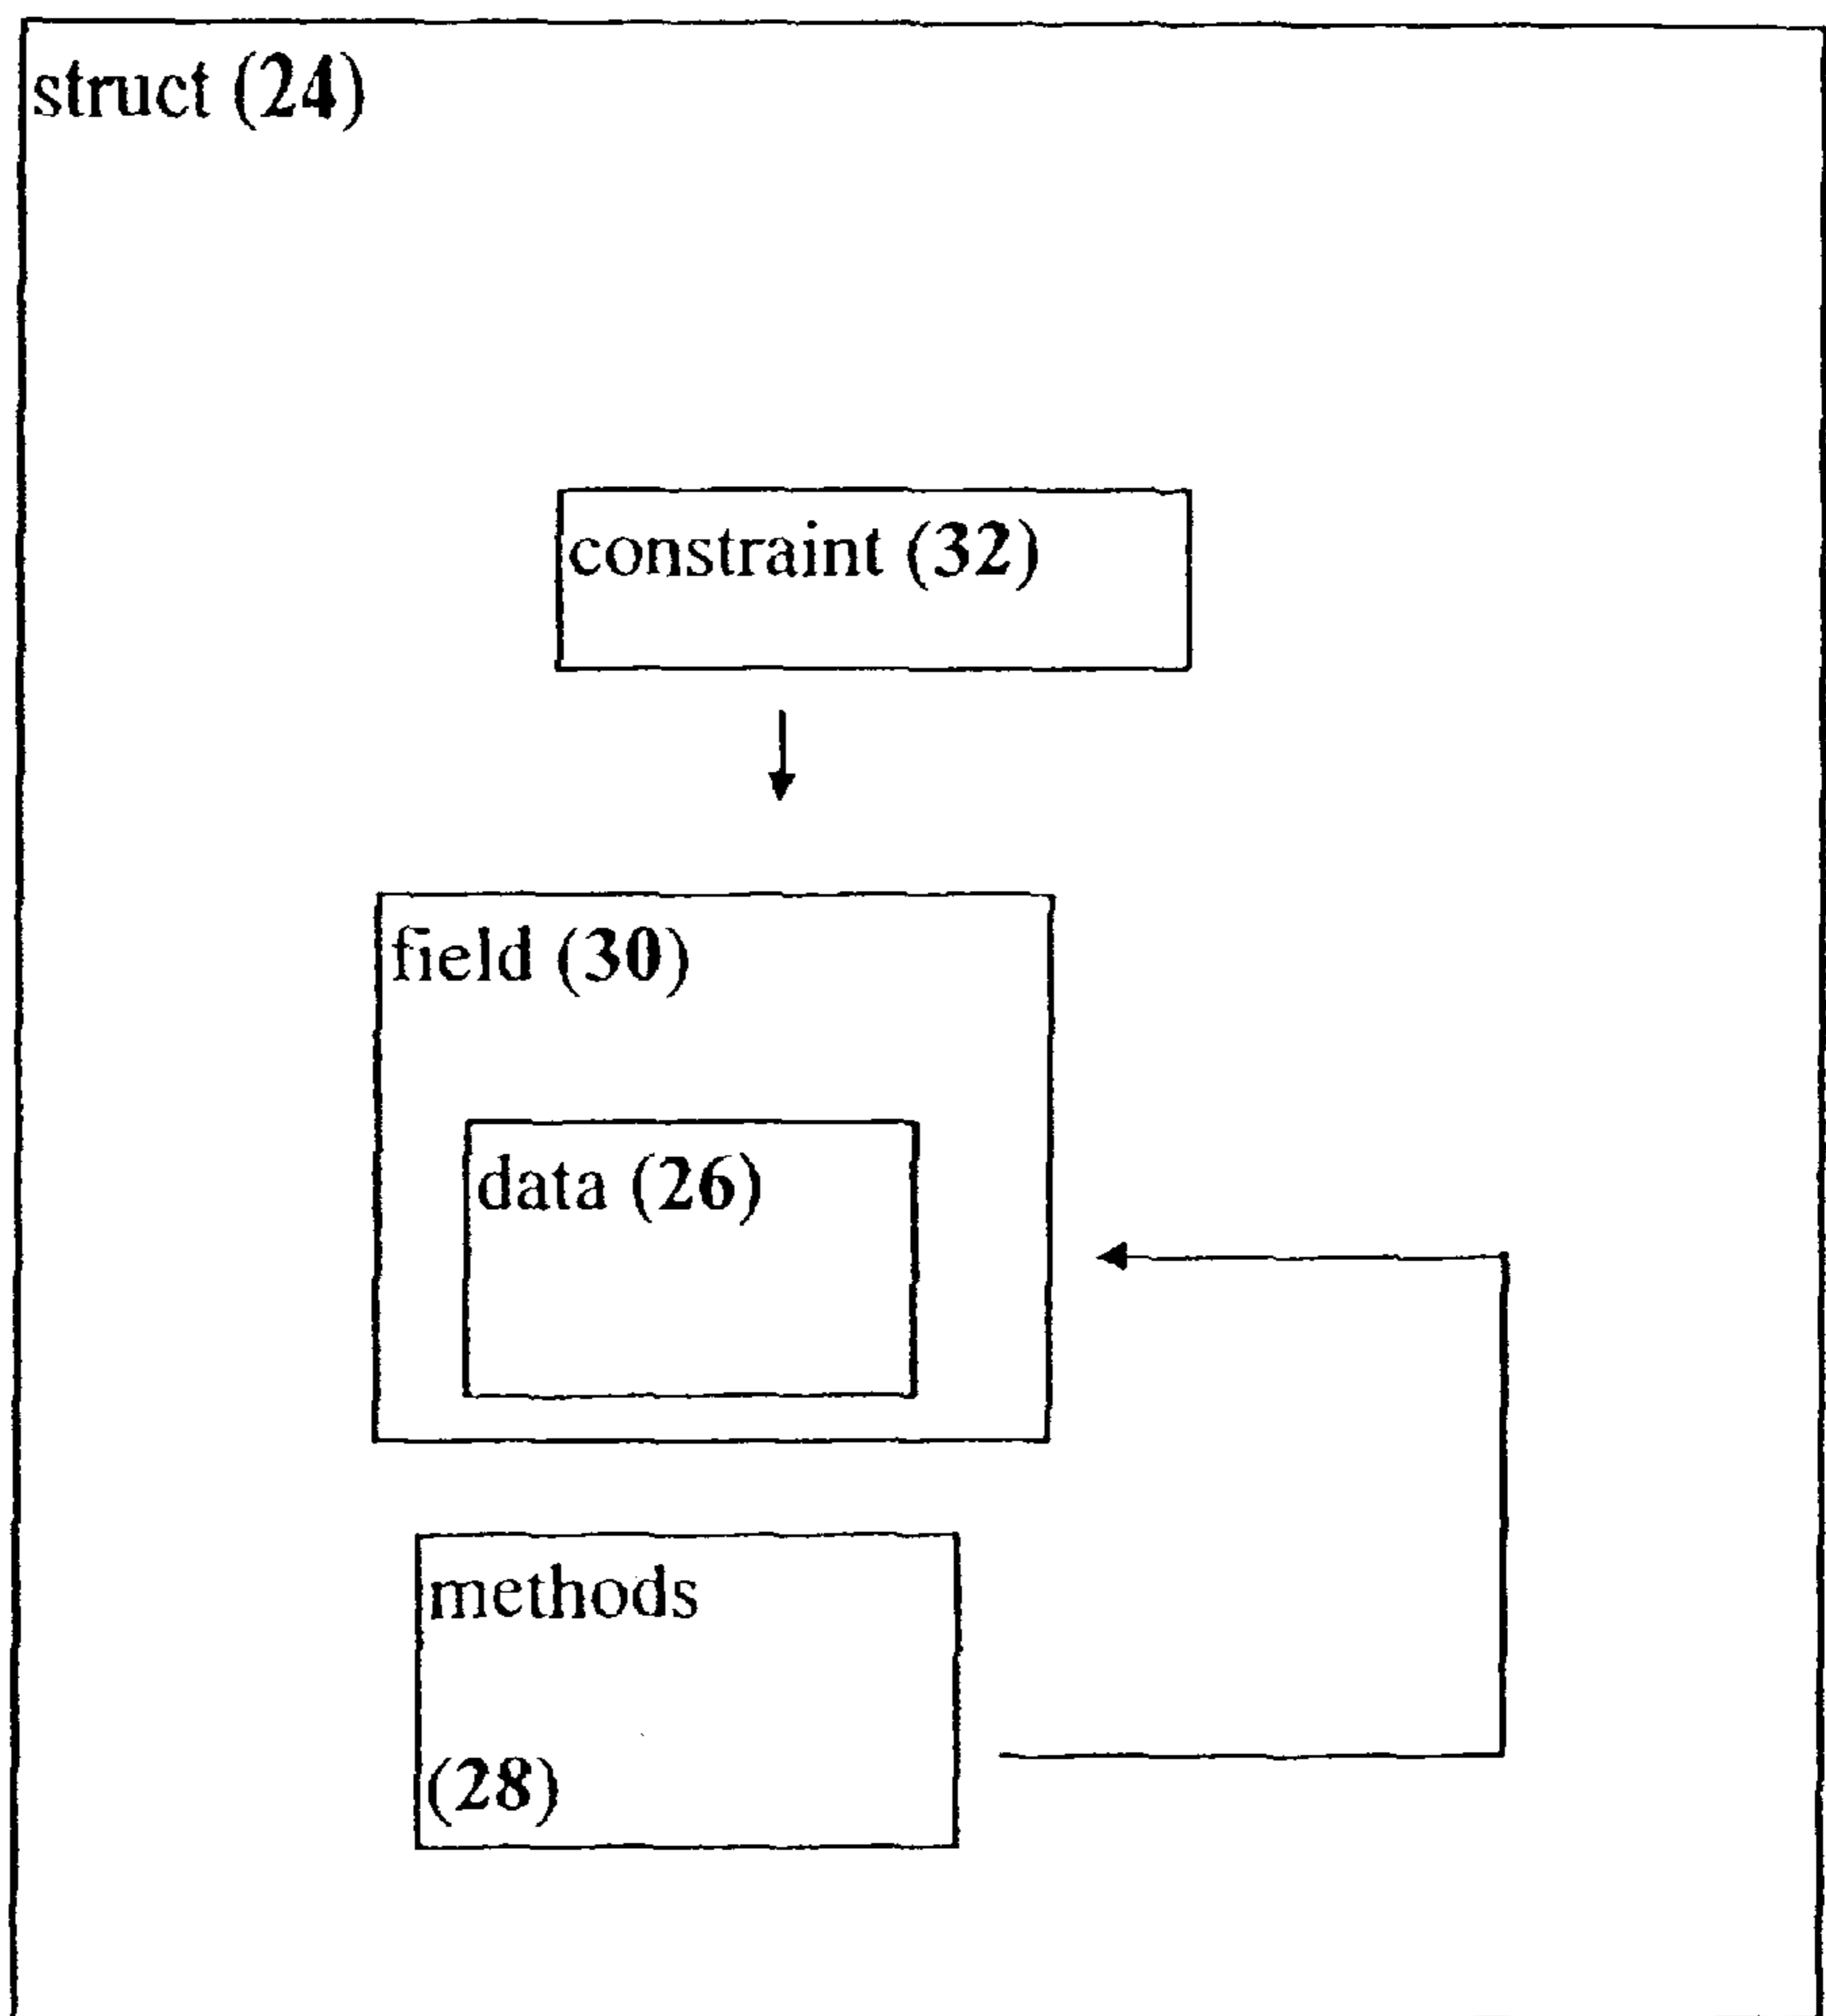 struct (24)
constraint (32)
field (30)
data (26)
methods
(28)